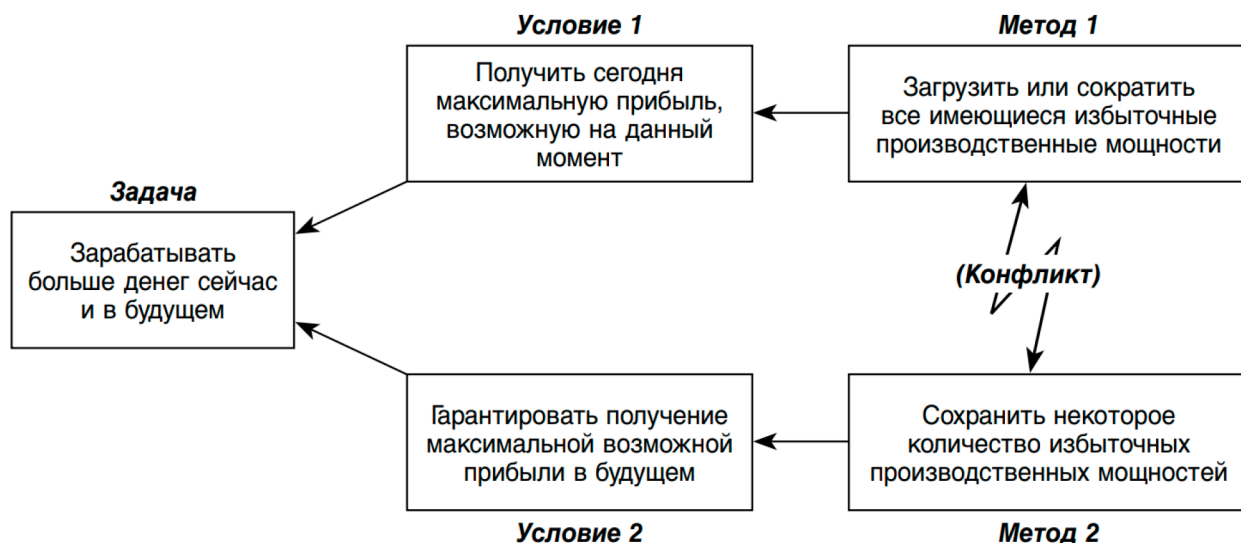 Условие 1
Получить сегодня
максимальную прибыль,
возможную на данный
момент
Метод 1
Загрузить или сократить
все имеющиеся избыточные
производственные мощности
Задача
Зарабатывать
больше денег сейчас
и в будущем
(Конфликт)
Гарантировать получение
максимальной возможной
прибыли в будущем
Условие 2
Сохранить некоторое
количество избыточных
производственных мощностей
Метод 2